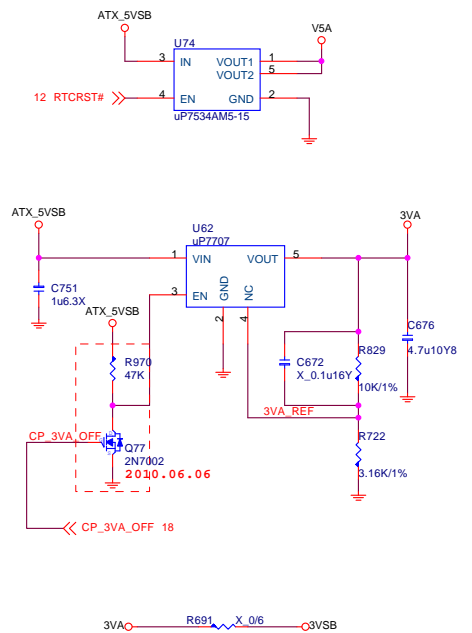 ATX_5VSB
V5A
U74
3 IN VOUT1 1
VOUT2 5
12 RTCRST# 4 EN GND 2
uP7534AM5-15
ATX_5VSB
3VA
U62
uP7707
1 VIN VOUT 5
C751
1u6.3X
3 EN GND NC
2 4
ATX_5VSB
R970
47K
C672
X_0.1u16Y
R829
10K/1%
C676
4.7u10Y8
3VA_REF
CP_3VA_OFF
Q77
2N7002
2010.06.06
R722
3.16K/1%
CP_3VA_OFF 18
3VA R691 X_0/6 3VSB